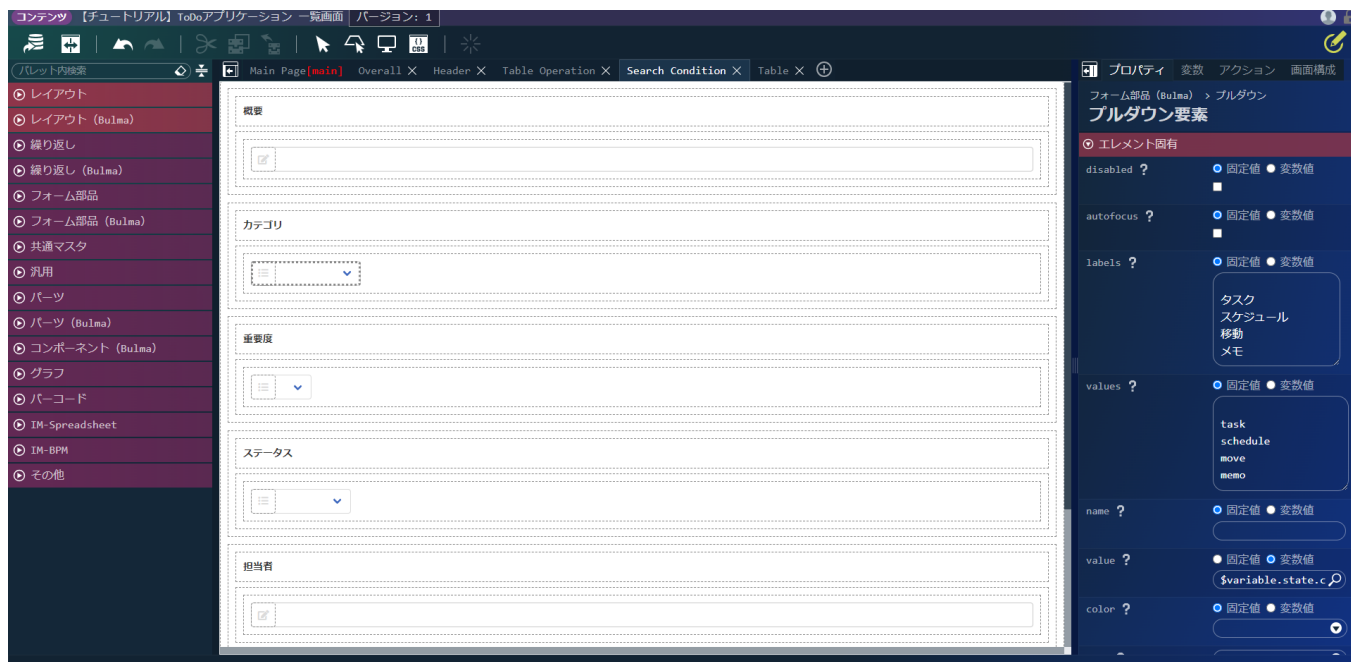 コンテンツ 【チュートリアル】ToDoアプリケーション 一覧画面 バージョン: 1
{} CSS
パレット内検索
Main Page[main] Overall Header Table Operation Search Condition Table
プロパティ 変数 アクション 画面構成
レイアウト
レイアウト (Bulma)
繰り返し
繰り返し (Bulma)
フォーム部品
フォーム部品 (Bulma)
共通マスタ
汎用
パーツ
パーツ (Bulma)
コンポーネント (Bulma)
グラフ
バーコード
IM-Spreadsheet
IM-BPM
その他
概要
カテゴリ
重要度
ステータス
担当者
フォーム部品 (Bulma) > プルダウン
プルダウン要素
エレメント固有
disabled ? 固定値 変数値
autofocus ? 固定値 変数値
labels ? 固定値 変数値
タスク
スケジュール
移動
メモ
values ? 固定値 変数値
task
schedule
move
memo
name ? 固定値 変数値
value ? 固定値 変数値
$variable.state.c
color ? 固定値 変数値